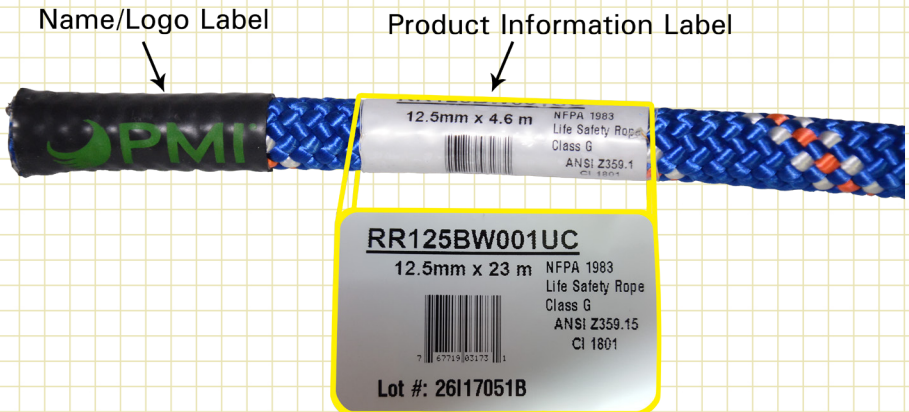 Name/Logo Label
Product Information Label
PMI
12.5mm x 4.6 m
NFPA 1983
Life Safety Rope
Class G
ANSI Z359.1
CI 1801
RR125BW001UC
12.5mm x 23 m
NFPA 1983
Life Safety Rope
Class G
ANSI Z359.15
CI 1801
7 67719 03173 1
Lot #: 26I17051B